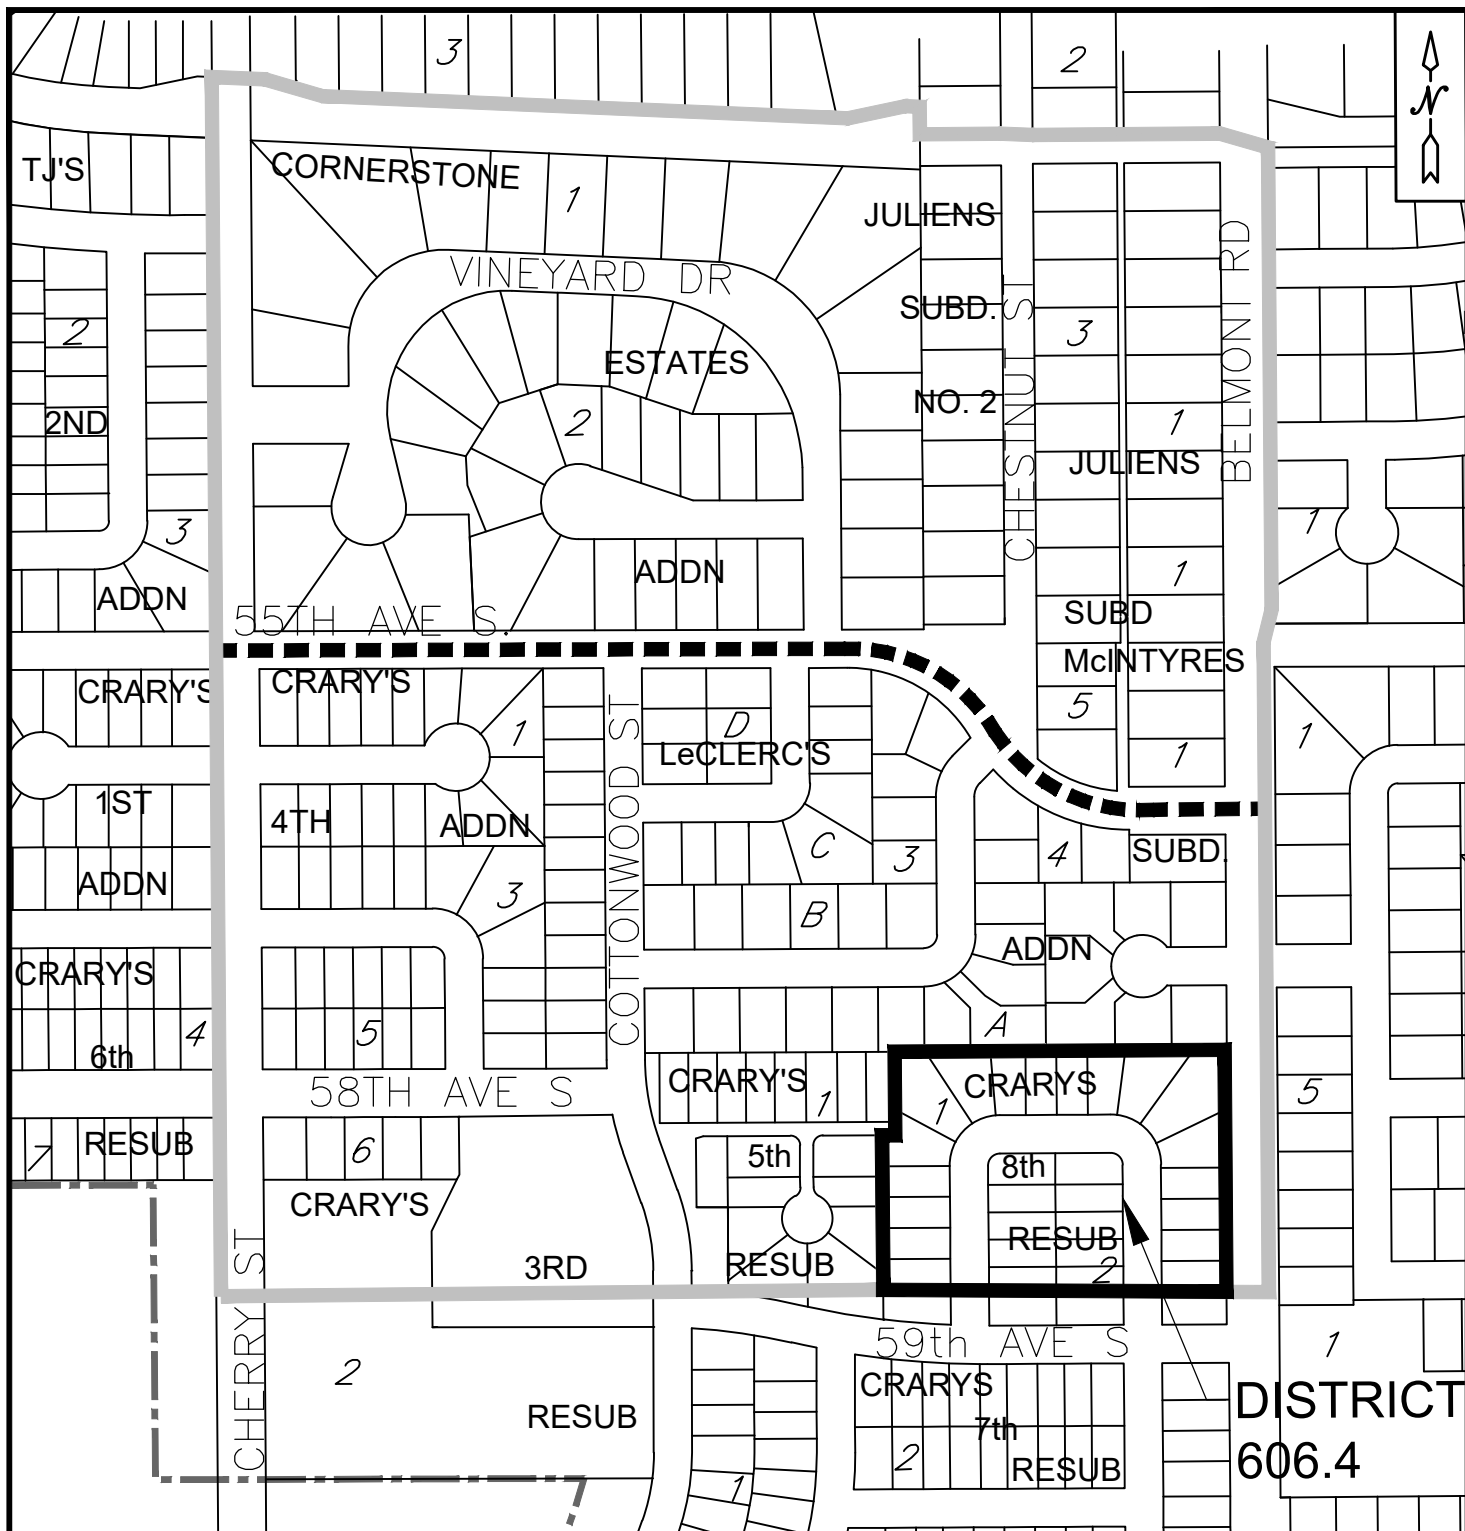 3
2
N
TJ'S
CORNERSTONE
1
JULIENS
VINEYARD DR
BELMONT RD
SUBD.
CHESTNUT ST
2
3
ESTATES
NO. 2
2ND
2
1
JULIENS
3
1
ADDN
ADDN
1
55TH AVE S.
SUBD
McINTYRES
CRARY'S
CRARY'S
1
COTTONWOOD ST
D
LeCLERC'S
5
1
1
1ST
4TH
ADDN
C
3
4
SUBD.
ADDN
3
B
ADDN
CRARY'S
4
5
A
6th
58TH AVE S
CRARY'S
1
CRARYS
1
5
7
RESUB
6
5th
8th
CRARY'S
RESUB
CHERRY ST
3RD
RESUB
2
59th AVE S
1
2
CRARYS
DISTRICT
606.4
RESUB
7th
2
RESUB
1